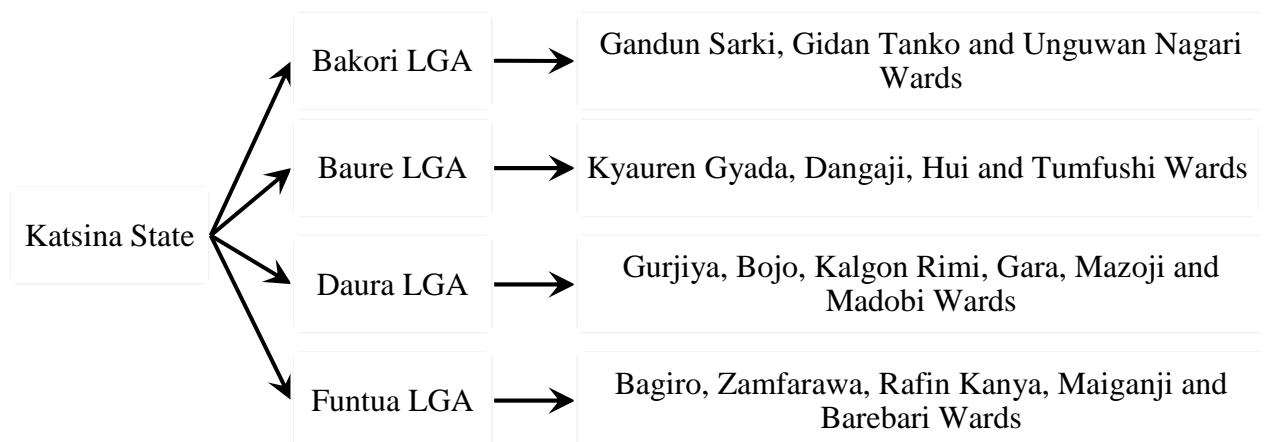 Katsina State
Bakori LGA
Gandun Sarki, Gidan Tanko and Unguwan Nagari
Wards
Baure LGA
Kyauren Gyada, Dangaji, Hui and Tumfushi Wards
Daura LGA
Gurjiya, Bojo, Kalgon Rimi, Gara, Mazoji and
Madobi Wards
Funtua LGA
Bagiro, Zamfarawa, Rafin Kanya, Maiganji and
Barebari Wards